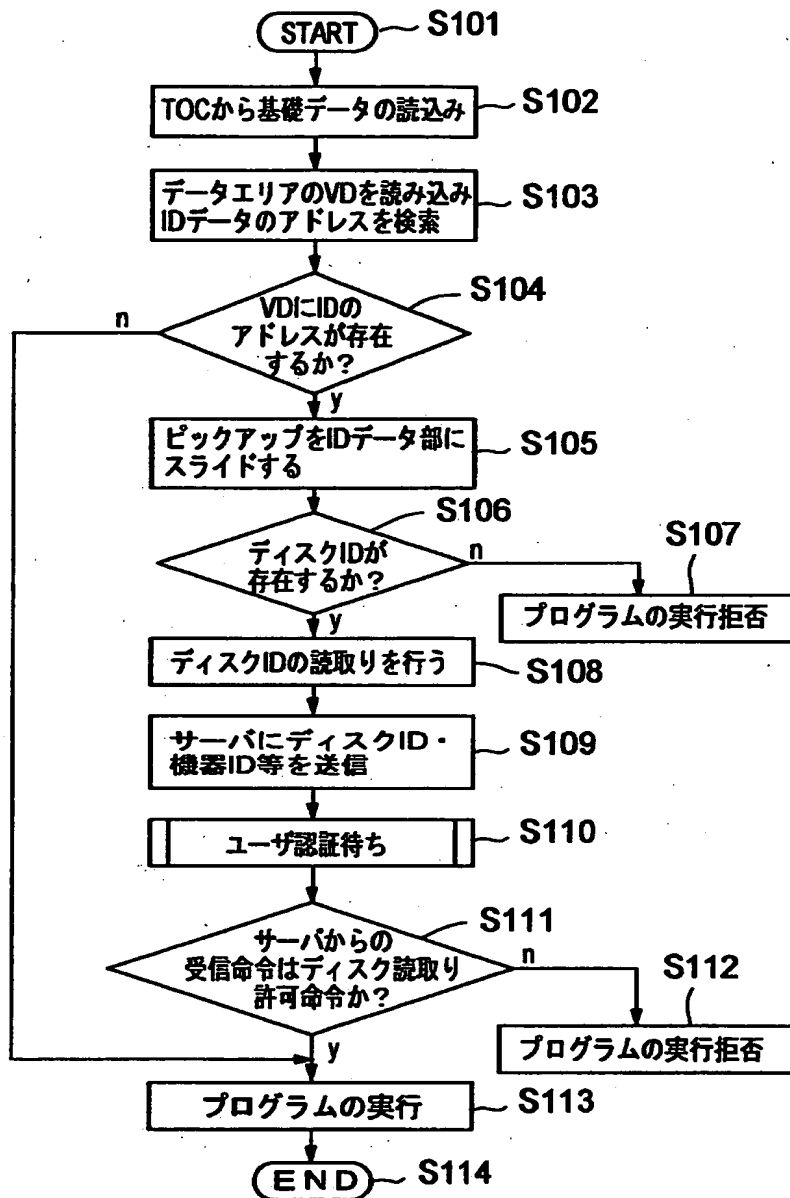 START
S101
TOCから基礎データの読込み
S102
データエリアのVDを読み込み
IDデータのアドレスを検索
S103
VDにIDの
アドレスが存在
するか？
S104
n
y
ピックアップをIDデータ部に
スライドする
S105
ディスクIDが
存在するか？
S106
n
y
S107
プログラムの実行拒否
ディスクIDの読取りを行う
S108
サーバにディスクID・
機器ID等を送信
S109
ユーザ認証待ち
S110
サーバからの
受信命令はディスク読取り
許可命令か？
S111
n
y
S112
プログラムの実行拒否
プログラムの実行
S113
END
S114